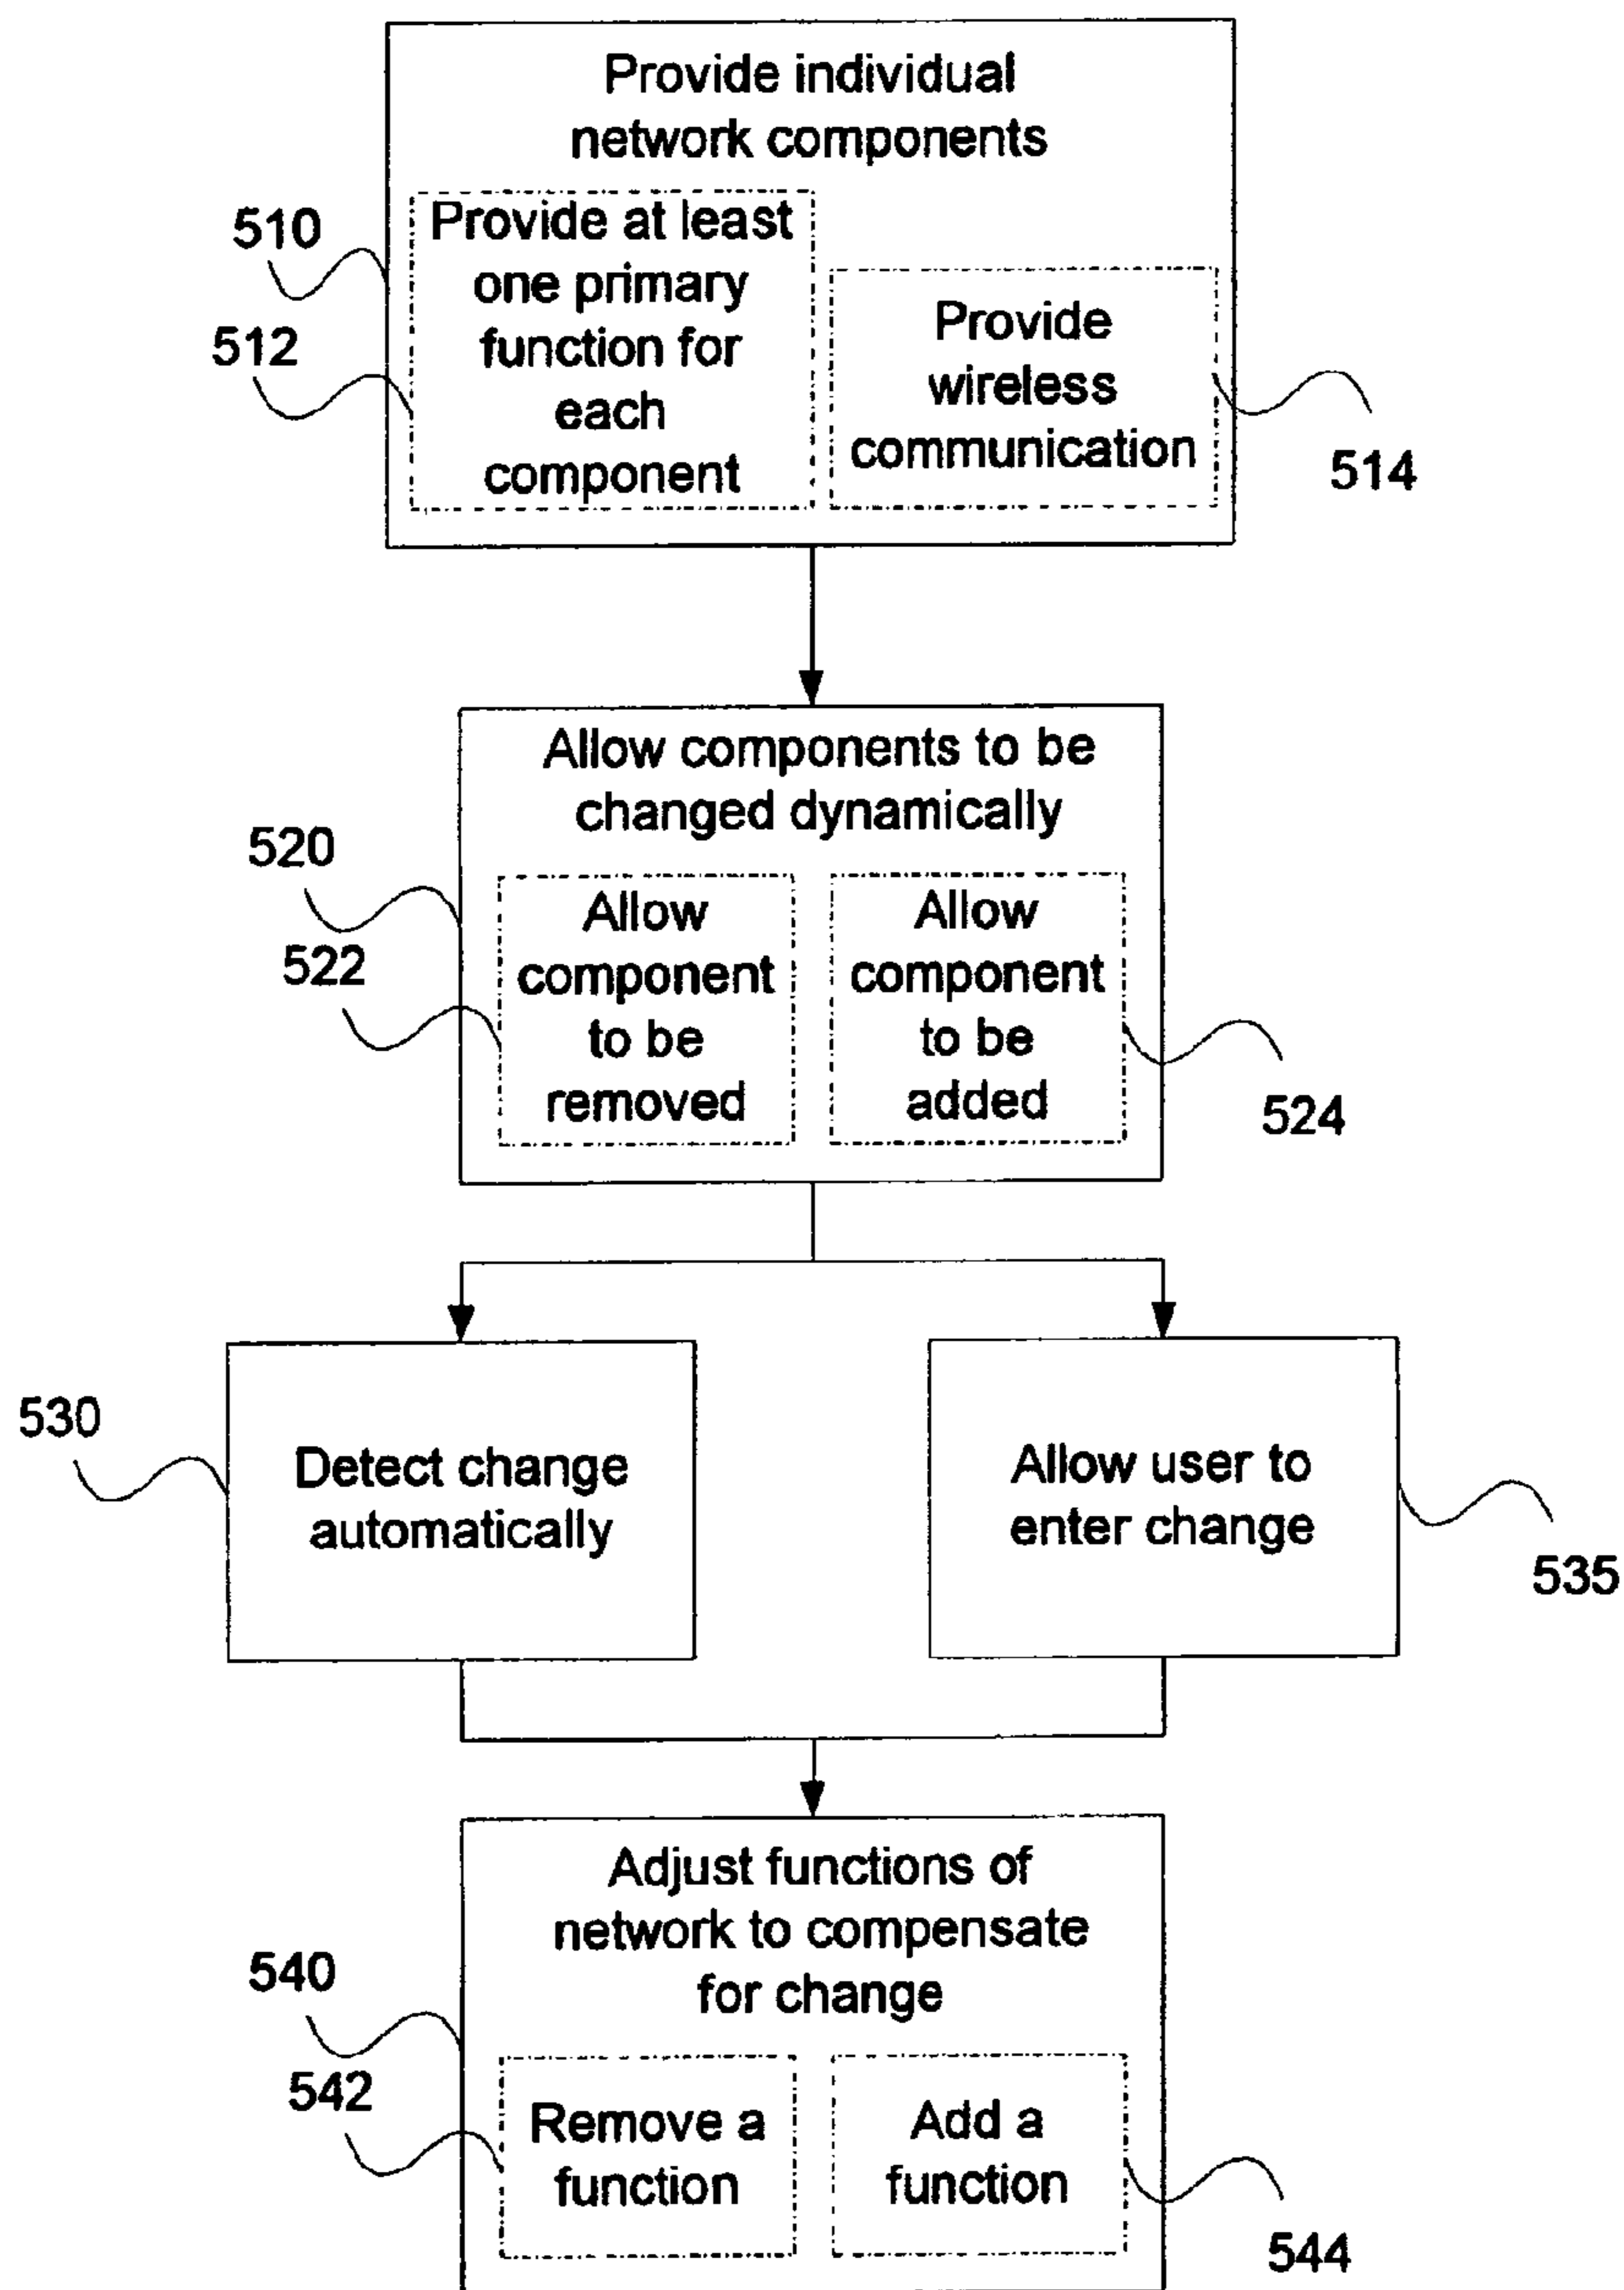 Provide individual
network components
510
Provide at least
one primary
function for
each
component
512
Provide
wireless
communication
514
Allow components to be
changed dynamically
520
Allow
component
to be
removed
522
Allow
component
to be
added
524
530
Detect change
automatically
Allow user to
enter change
535
Adjust functions of
network to compensate
for change
540
542
Remove a
function
Add a
function
544